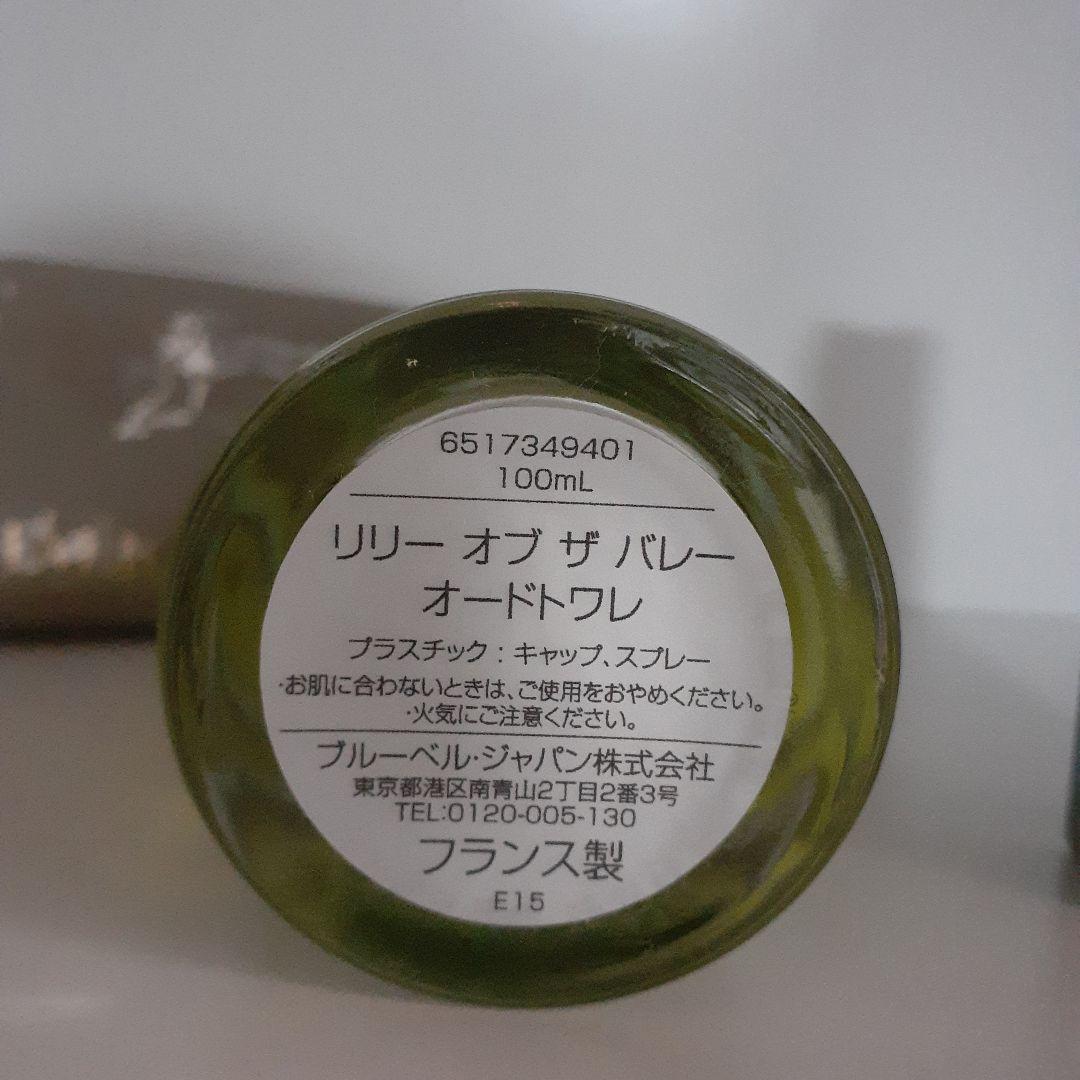 6517349401
100mL
リリー オブ ザ バレー
オードトワレ
プラスチック : キャップ、スプレー
・お肌に合わないときは、ご使用をおやめください。
・火気にご注意ください。
ブルーベル・ジャパン株式会社
東京都港区南青山2丁目2番3号
TEL:0120-005-130
フランス製
E15